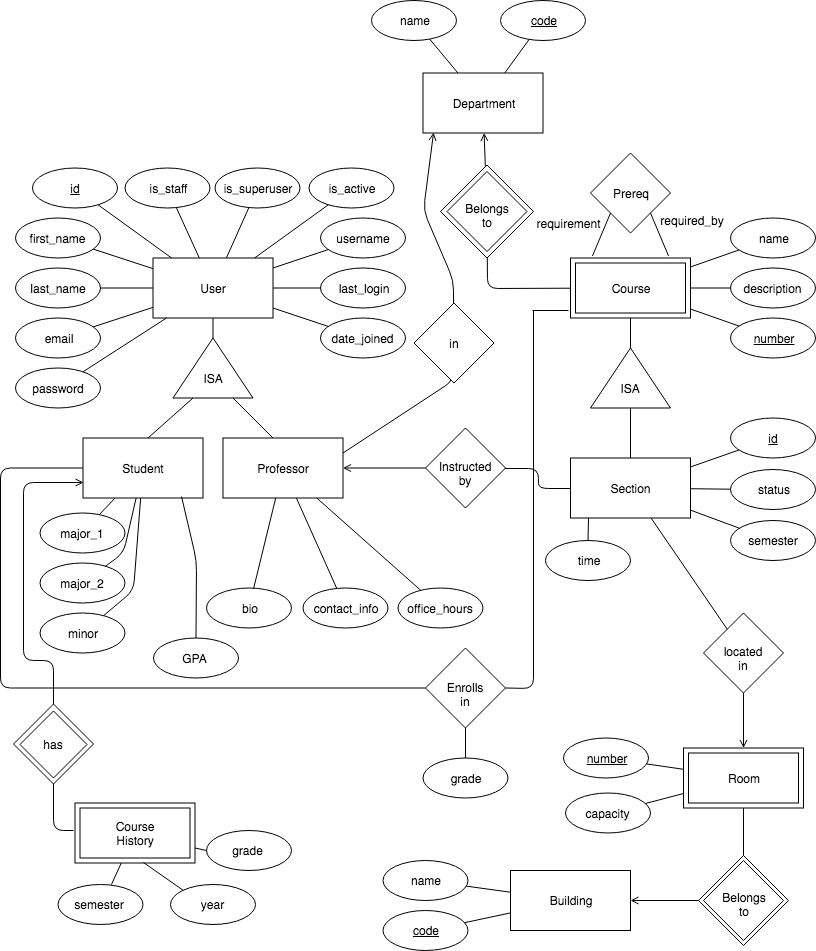 name
code
Department
id
is_staff
is_superuser
is_active
Prereq
Belongs
to
requirement
required_by
first_name
username
name
last_name
User
last_login
Course
description
email
date_joined
in
number
password
ISA
ISA
id
Student
Professor
Instructed
by
Section
status
major_1
semester
time
major_2
bio
contact_info
office_hours
minor
GPA
located
in
Enrolls
in
has
number
grade
Room
capacity
Course
History
grade
name
semester
year
Building
Belongs
to
code